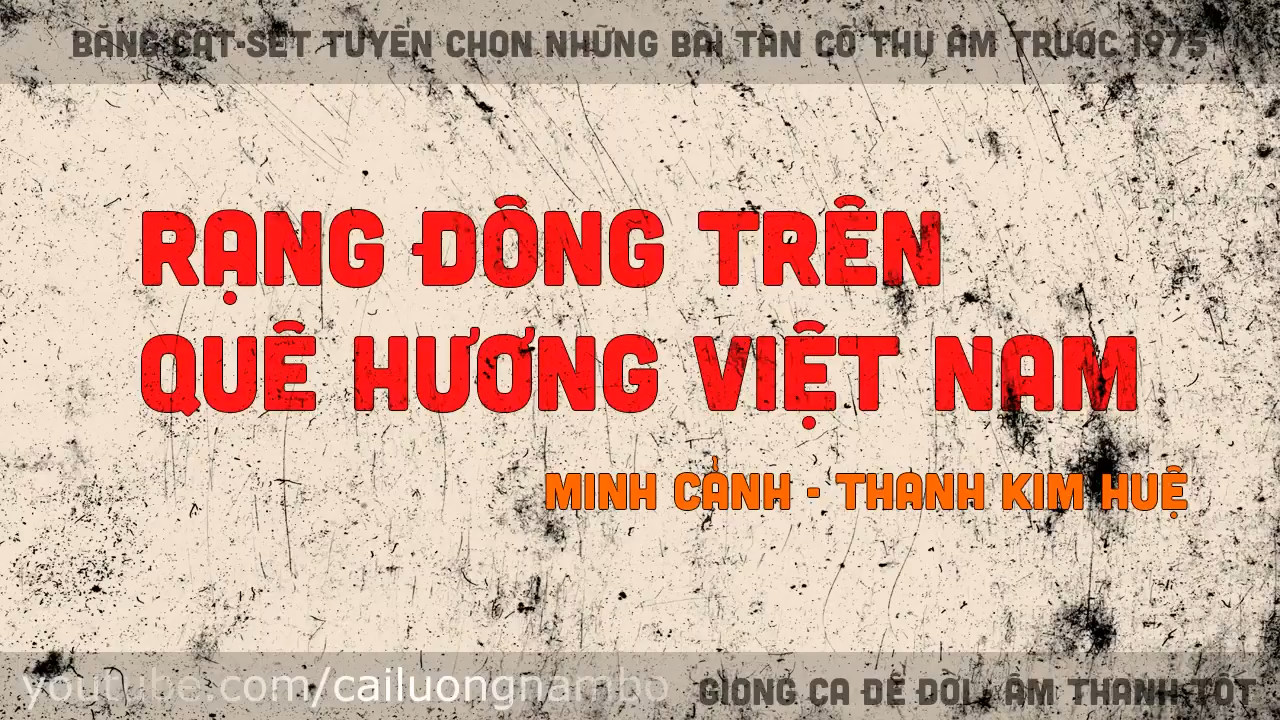 BĂNG CÁT-SÉT TUYỂN CHỌN NHỮNG BÀI TÂN CỔ THU ÂM TRƯỚC 1975
RẠNG ĐÔNG TRÊN
QUÊ HƯƠNG VIỆT NAM
MINH CẢNH - THANH KIM HUỆ
youtube.com/cailuongnambo
GIỌNG CA ĐỂ ĐỜI, ÂM THANH TỐT